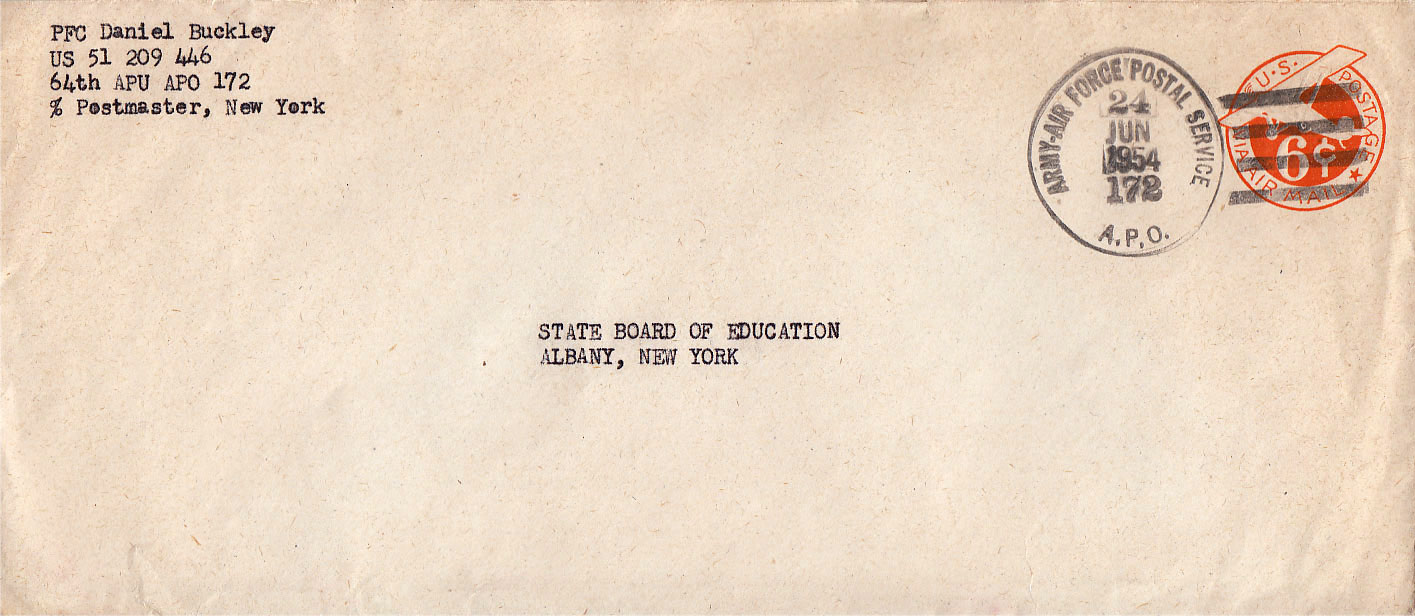 PFC Daniel Buckley
US 51 209 446
64th APU APO 172
% Postmaster, New York
ARMY-AIR FORCE POSTAL SERVICE
24
JUN
1954
172
A.P.O.
U.S. POSTAGE
6¢
VIA AIR MAIL
STATE BOARD OF EDUCATION
ALBANY, NEW YORK